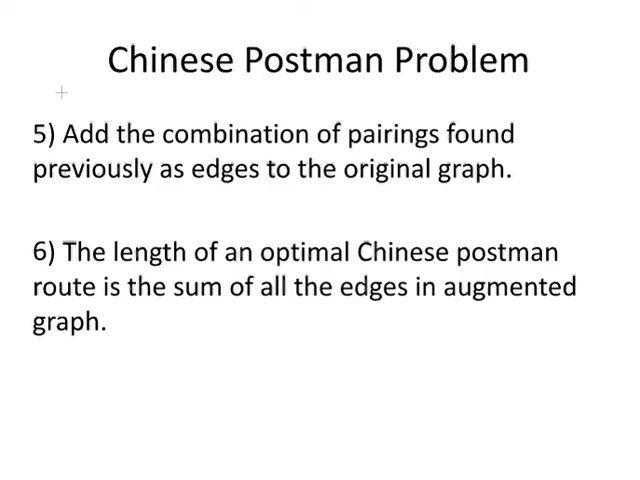 Chinese Postman Problem
5) Add the combination of pairings found
previously as edges to the original graph.
6) The length of an optimal Chinese postman
route is the sum of all the edges in augmented
graph.